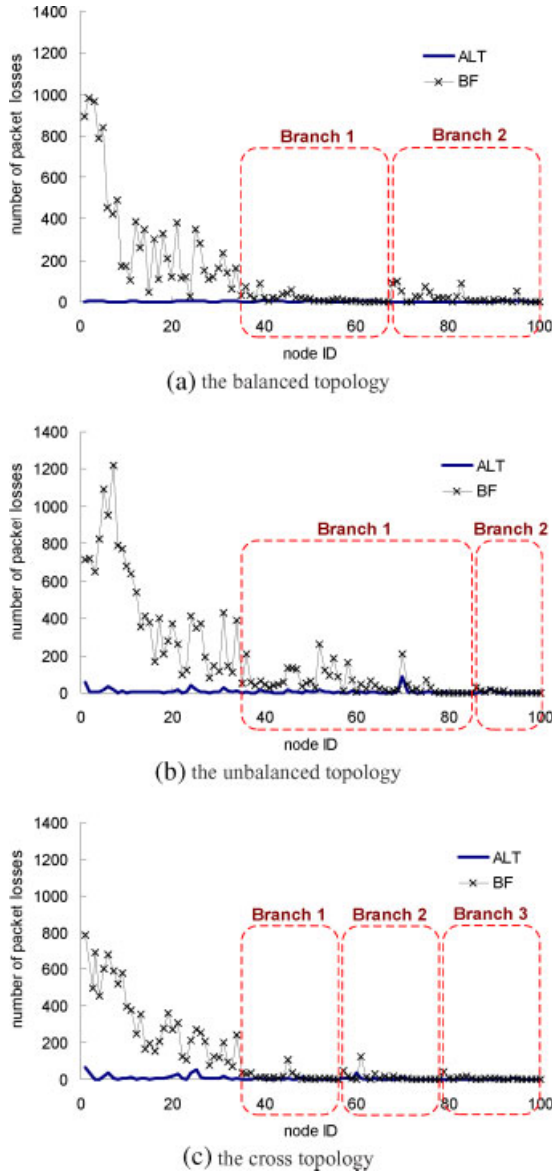 1400
1200
1000
800
600
400
200
0
number of packet losses
ALT
BF
Branch 1
Branch 2
0
20
40
60
80
100
node ID
(a) the balanced topology
1400
1200
1000
800
600
400
200
0
number of packet losses
ALT
BF
Branch 1
Branch 2
0
20
40
60
80
100
node ID
(b) the unbalanced topology
1400
1200
1000
800
600
400
200
0
number of packet losses
ALT
BF
Branch 1
Branch 2
Branch 3
0
20
40
60
80
100
node ID
(c) the cross topology